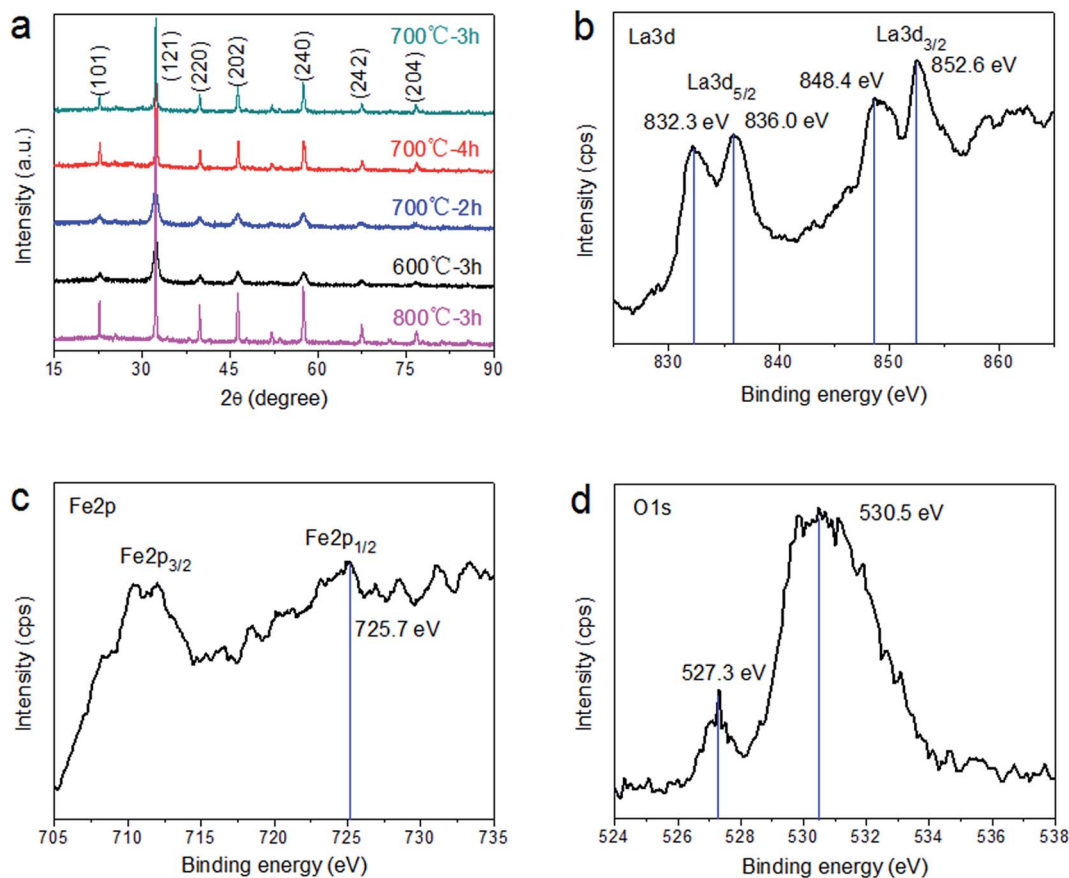 a
700℃-3h
(101)
(121)
(220)
(202)
(240)
(242)
(204)
700℃-4h
700℃-2h
600℃-3h
800℃-3h
Intensity (a.u.)
15 30 45 60 75 90
2θ (degree)
b
La3d
La3d3/2
852.6 eV
848.4 eV
La3d5/2
832.3 eV
836.0 eV
Intensity (cps)
830 840 850 860
Binding energy (eV)
c
Fe2p
Fe2p3/2
Fe2p1/2
725.7 eV
Intensity (cps)
705 710 715 720 725 730 735
Binding energy (eV)
d
O1s
530.5 eV
527.3 eV
Intensity (cps)
524 526 528 530 532 534 536 538
Binding energy (eV)